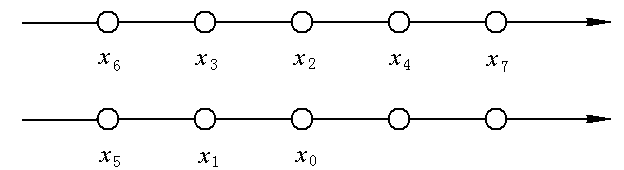 x₆ x₃ x₂ x₄ x₇
x₅ x₁ x₀